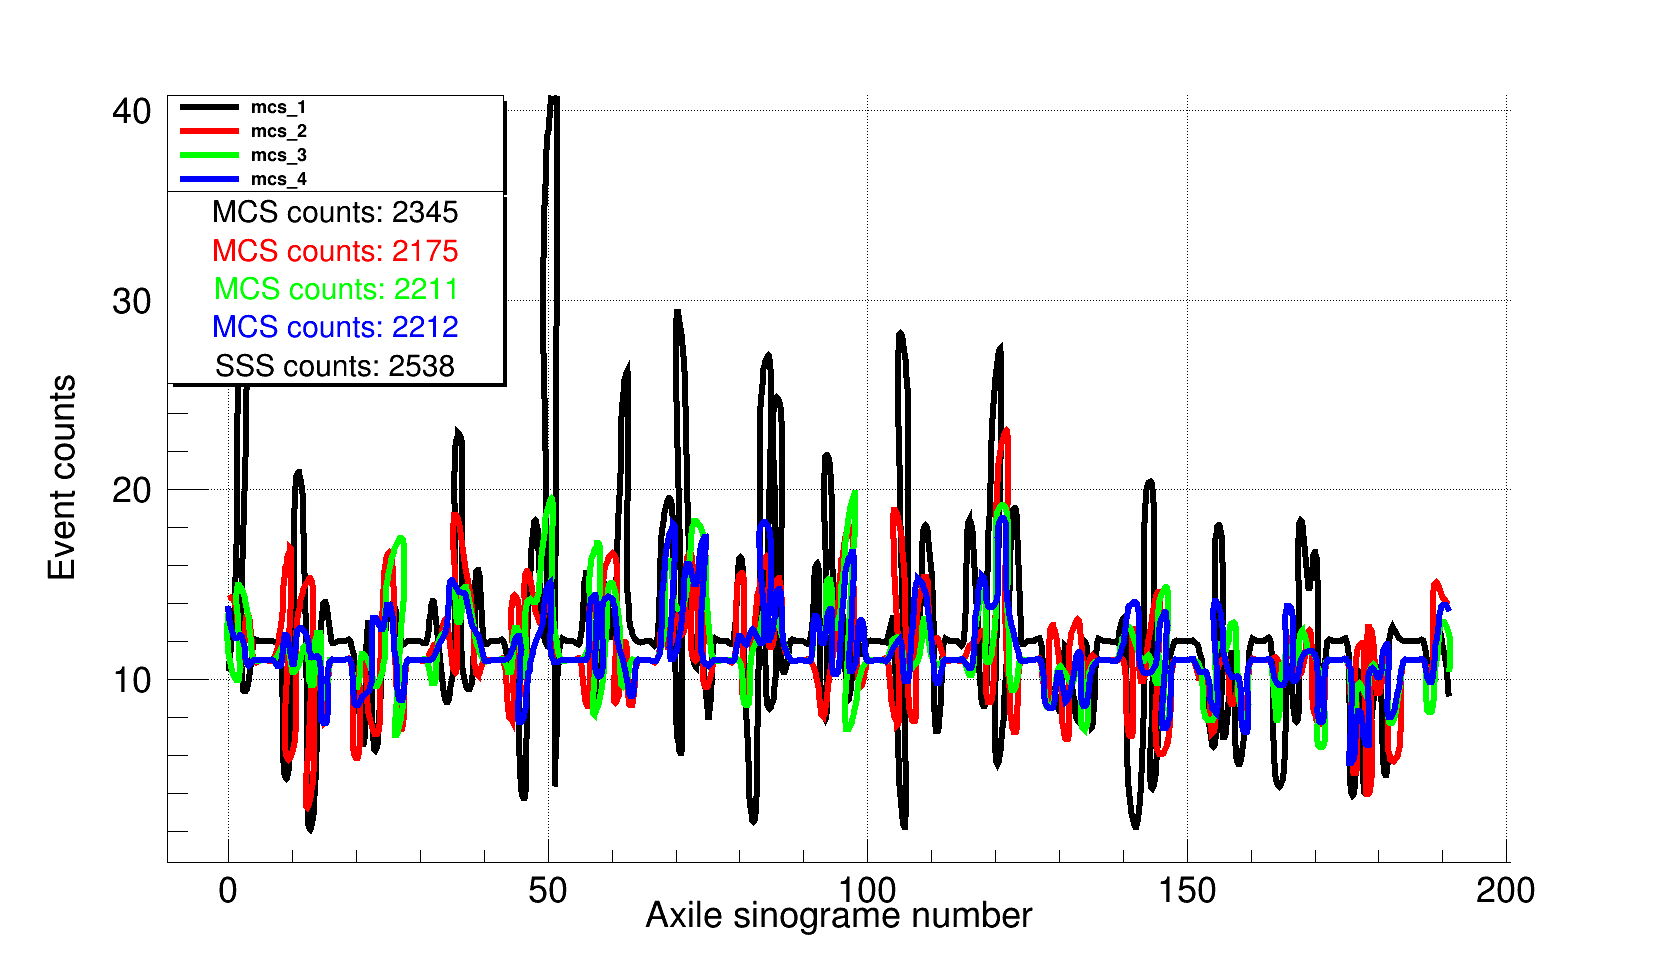 mcs_1
mcs_2
mcs_3
mcs_4
MCS counts: 2345
MCS counts: 2175
MCS counts: 2211
MCS counts: 2212
SSS counts: 2538
Event counts
40
30
20
10
0 50 100 150 200
Axile sinograme number